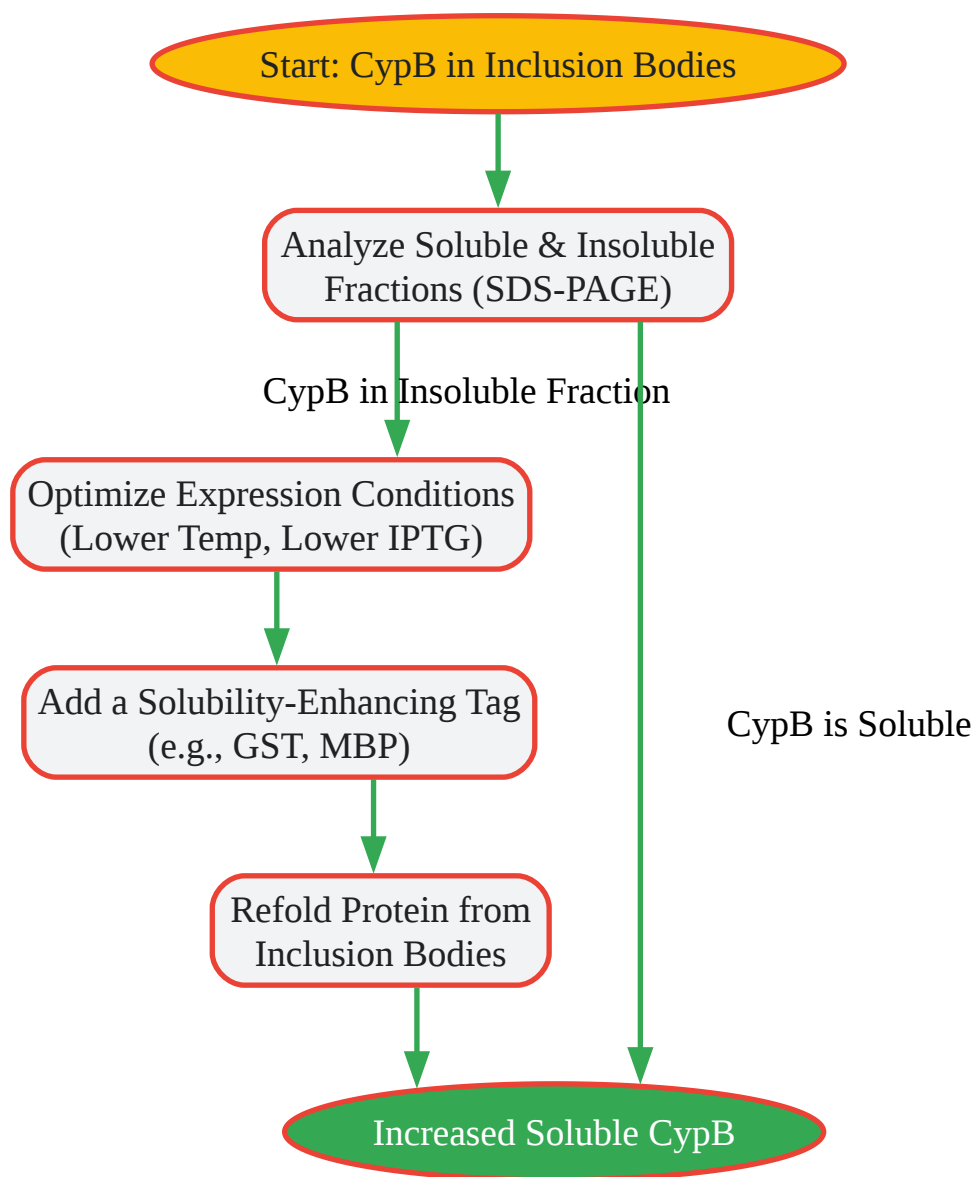 Start: CypB in Inclusion Bodies
Analyze Soluble & Insoluble
Fractions (SDS-PAGE)
CypB in Insoluble Fraction
Optimize Expression Conditions
(Lower Temp, Lower IPTG)
Add a Solubility-Enhancing Tag
(e.g., GST, MBP)
CypB is Soluble
Refold Protein from
Inclusion Bodies
Increased Soluble CypB